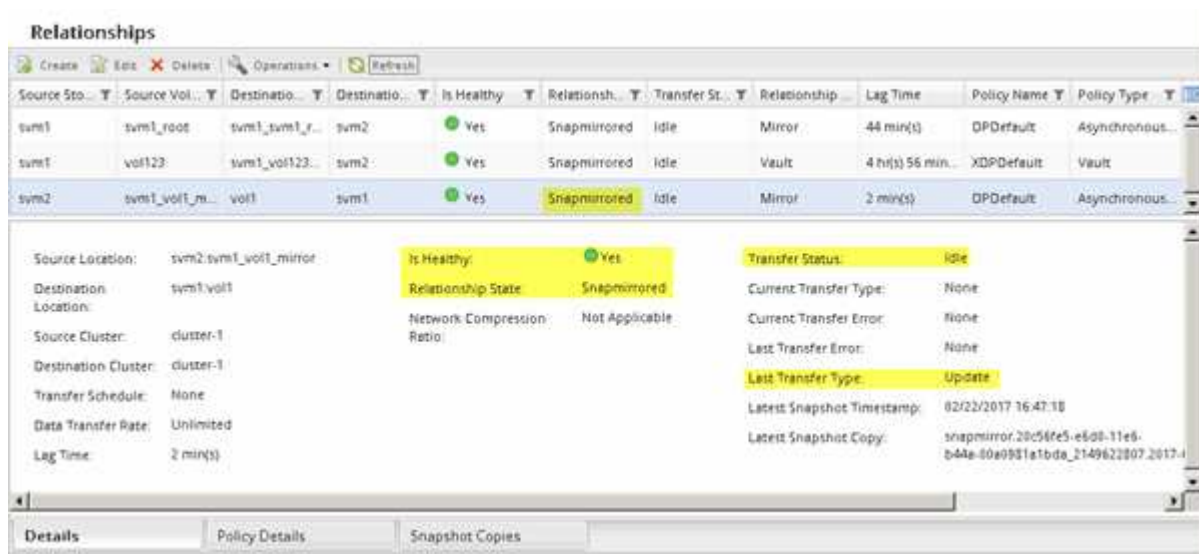 Relationships
Create Edit Delete Operations Refresh
Source Sto... Source Vol... Destinatio... Destinatio... Is Healthy Relationsh... Transfer St... Relationship ... Lag Time Policy Name Policy Type
svm1 svm1_root svm1_svm1_r... svm2 Yes Snapmirrored Idle Mirror 44 min(s) DPDefault Asynchronous...
svm1 vol123 svm1_vol123... svm2 Yes Snapmirrored Idle Vault 4 hr(s) 56 min... XDPDefault Vault
svm2 svm1_vol1_m... vol1 svm1 Yes Snapmirrored Idle Mirror 2 min(s) DPDefault Asynchronous...
Source Location: svm2:svm1_vol1_mirror Is Healthy: Yes Transfer Status: Idle
Destination Location: svm1:vol1 Relationship State: Snapmirrored Current Transfer Type: None
Source Cluster: cluster-1 Network Compression Ratio: Not Applicable Current Transfer Error: None
Destination Cluster: cluster-1 Last Transfer Error: None
Transfer Schedule: None Last Transfer Type: Update
Data Transfer Rate: Unlimited Latest Snapshot Timestamp: 02/22/2017 16:47:18
Lag Time: 2 min(s) Latest Snapshot Copy: snapmirror.20c56fe5-e6d0-11e6-
b44a-00a0981a1bda_2149622807.2017-
Details Policy Details Snapshot Copies